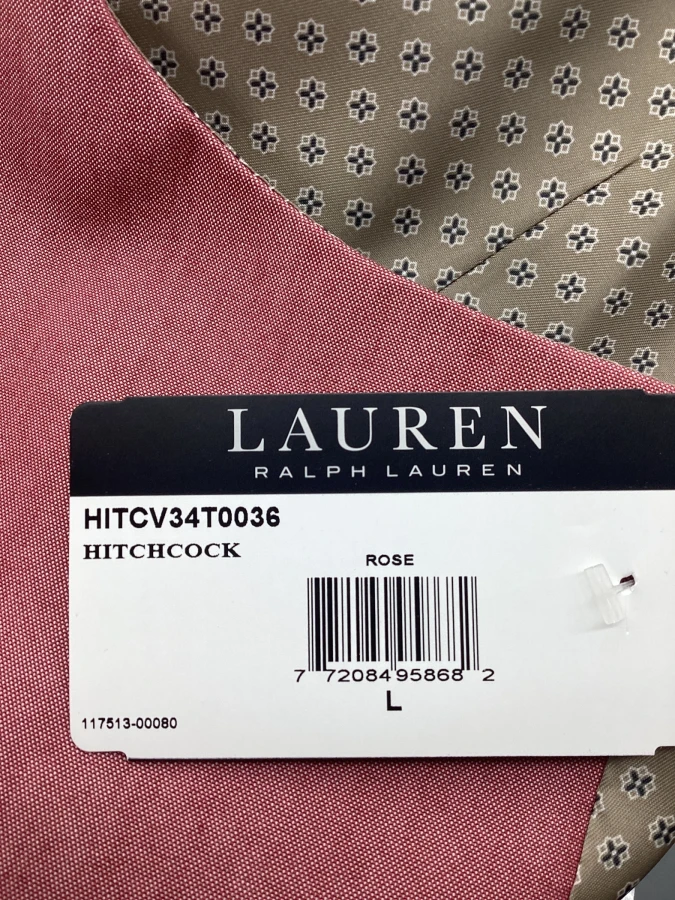 LAUREN
RALPH LAUREN
HITCV34T0036
HITCHCOCK
ROSE
7 72084 95868 2
L
117513-00080